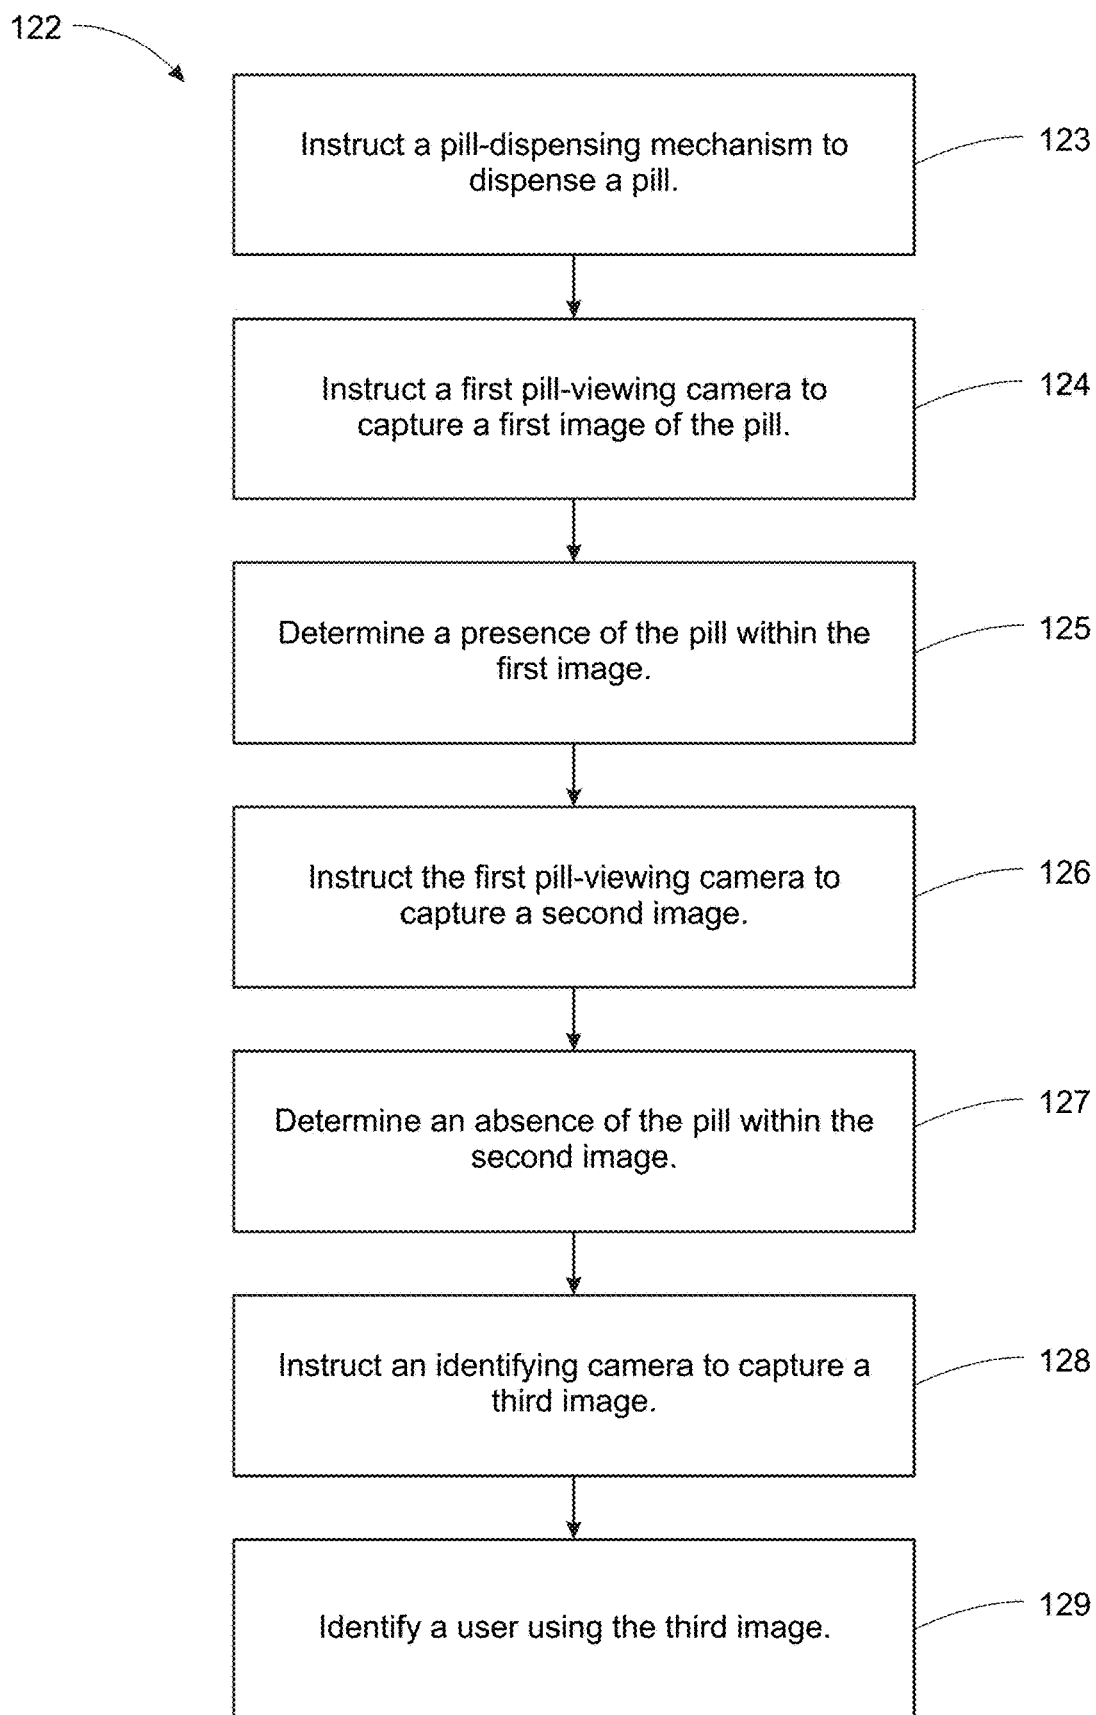 122
Instruct a pill-dispensing mechanism to
dispense a pill.
123
Instruct a first pill-viewing camera to
capture a first image of the pill.
124
Determine a presence of the pill within the
first image.
125
Instruct the first pill-viewing camera to
capture a second image.
126
Determine an absence of the pill within the
second image.
127
Instruct an identifying camera to capture a
third image.
128
Identify a user using the third image.
129